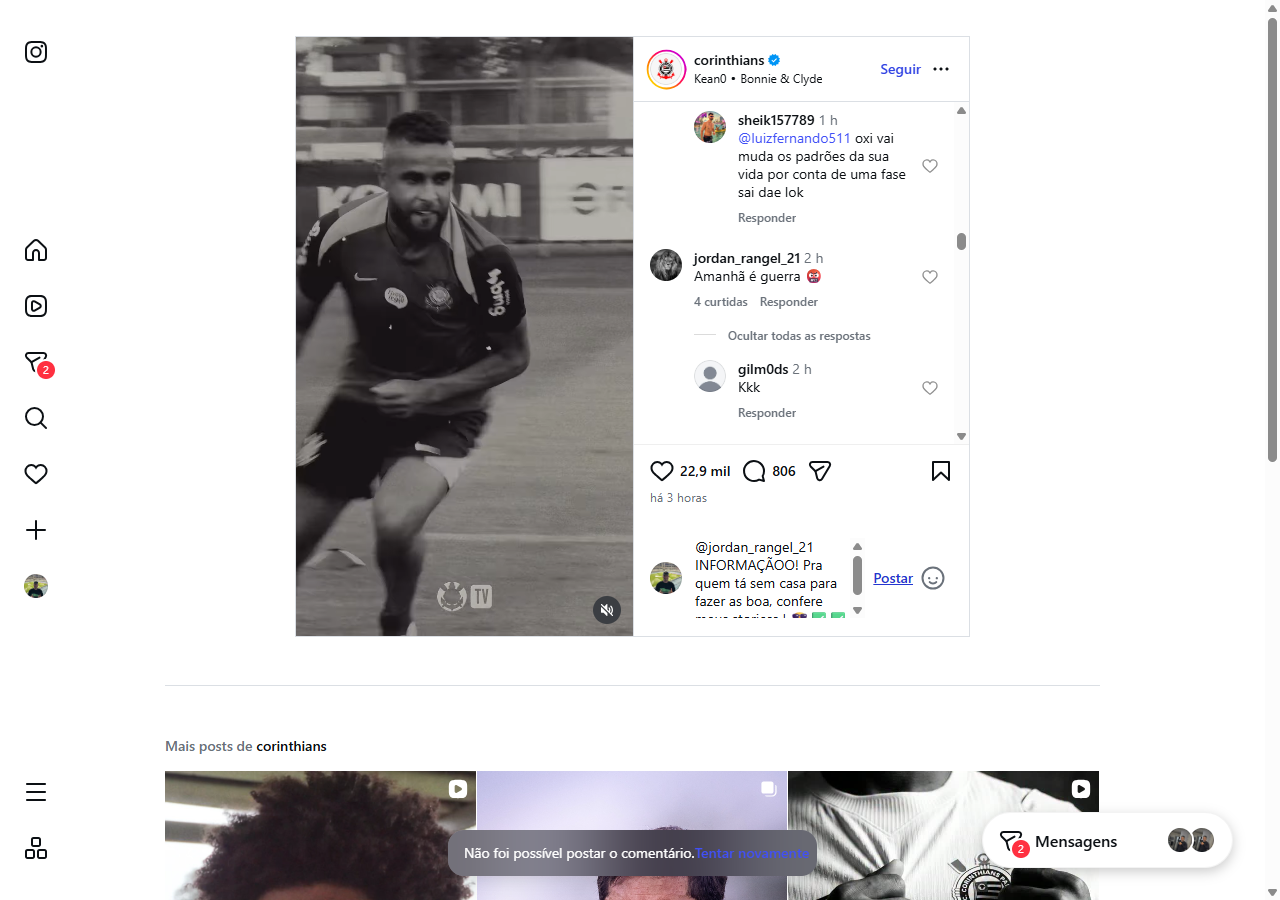 corinthians
Kean0 • Bonnie & Clyde
Seguir
sheik157789 1 h
@luizfernando511 oxi vai
muda os padrões da sua
vida por conta de uma fase
sai dae lok
Responder
jordan_rangel_21 2 h
Amanhã é guerra 👹
4 curtidas Responder
Ocultar todas as respostas
gilm0ds 2 h
Kkk
Responder
22,9 mil 806
há 3 horas
@jordan_rangel_21
INFORMAÇÃOO! Pra
quem tá sem casa para
fazer as boa, confere
Postar
TV
2
Mais posts de corinthians
Não foi possível postar o comentário.Tentar novamente
2
Mensagens